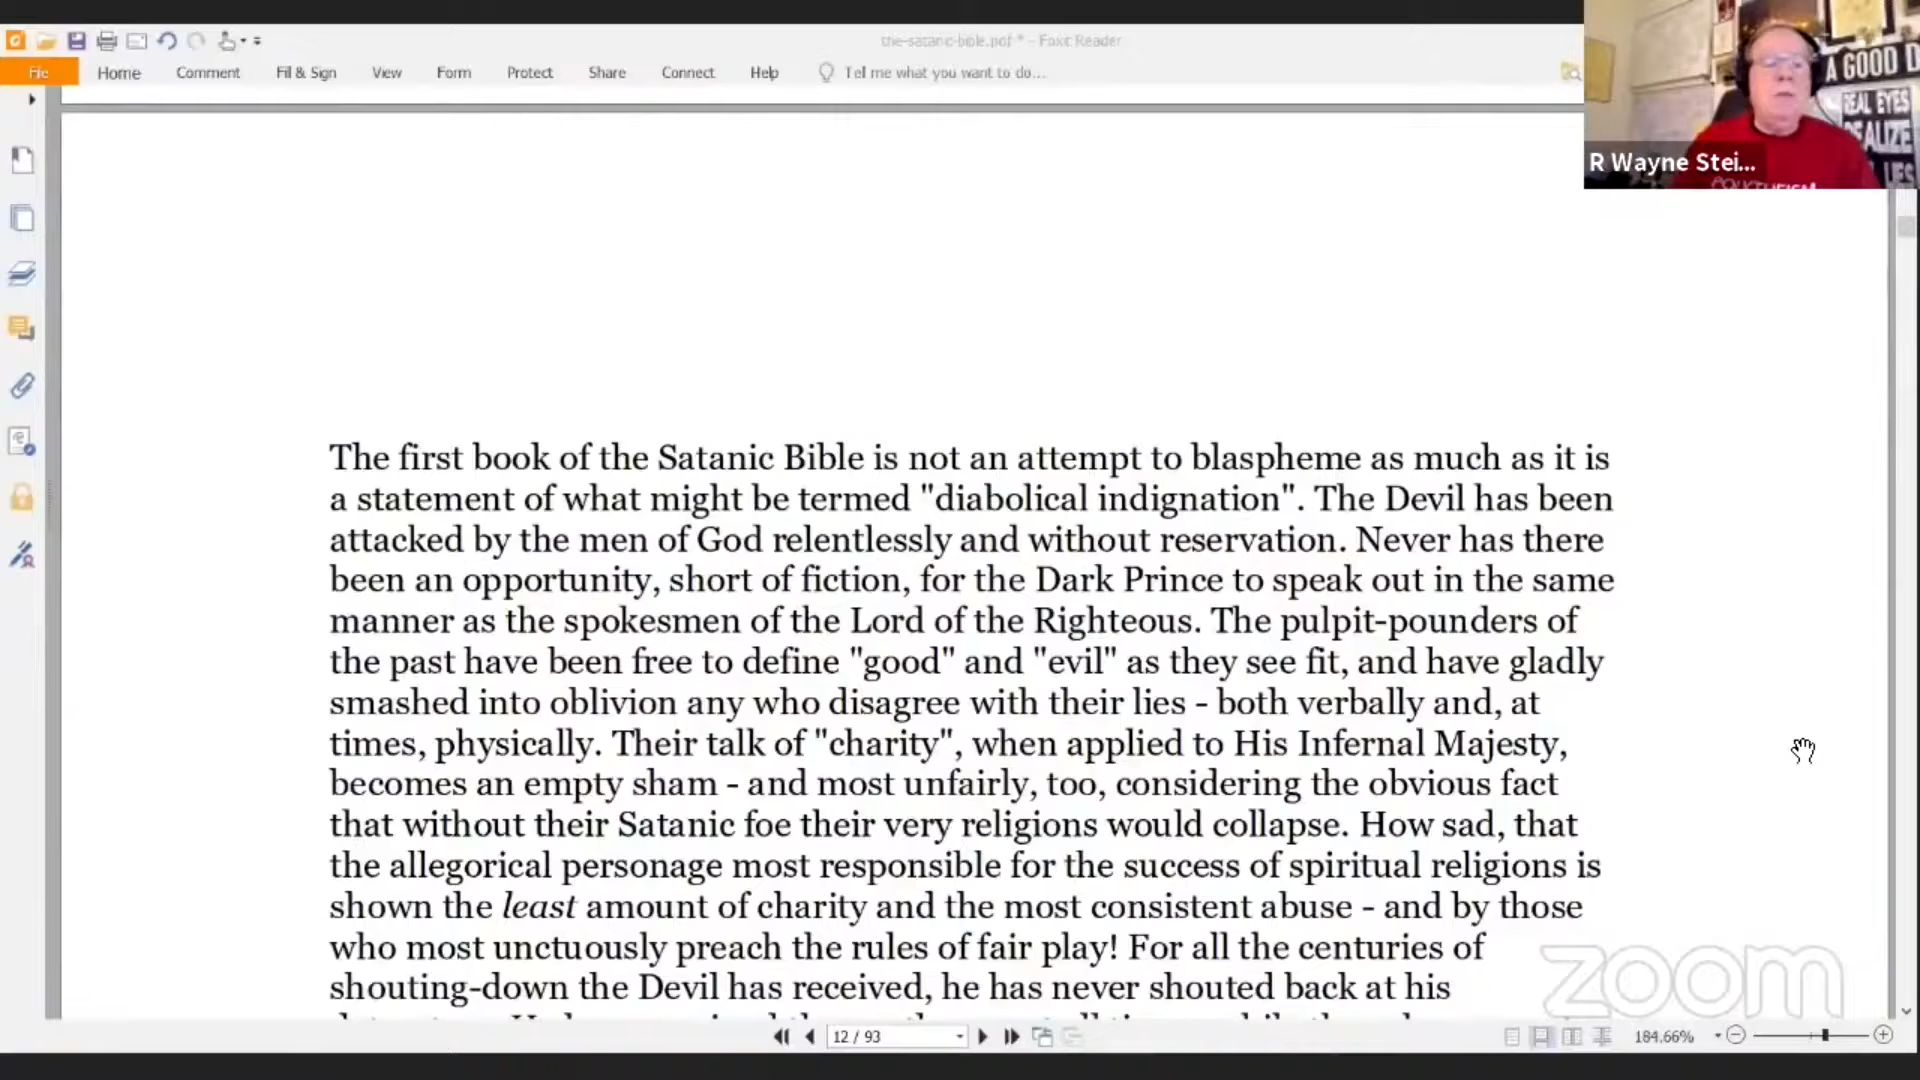 the-satanic-bible.pdf * - Foxit Reader
File Home Comment Fill & Sign View Form Protect Share Connect Help Tell me what you want to do...
A GOOD D
REAL EYES
REALIZE
LIES
R Wayne Stei...
POLYTHEISM
The first book of the Satanic Bible is not an attempt to blaspheme as much as it is
a statement of what might be termed "diabolical indignation". The Devil has been
attacked by the men of God relentlessly and without reservation. Never has there
been an opportunity, short of fiction, for the Dark Prince to speak out in the same
manner as the spokesmen of the Lord of the Righteous. The pulpit-pounders of
the past have been free to define "good" and "evil" as they see fit, and have gladly
smashed into oblivion any who disagree with their lies - both verbally and, at
times, physically. Their talk of "charity", when applied to His Infernal Majesty,
becomes an empty sham - and most unfairly, too, considering the obvious fact
that without their Satanic foe their very religions would collapse. How sad, that
the allegorical personage most responsible for the success of spiritual religions is
shown the least amount of charity and the most consistent abuse - and by those
who most unctuously preach the rules of fair play! For all the centuries of
shouting-down the Devil has received, he has never shouted back at his
zoom
12 / 93
184.66%